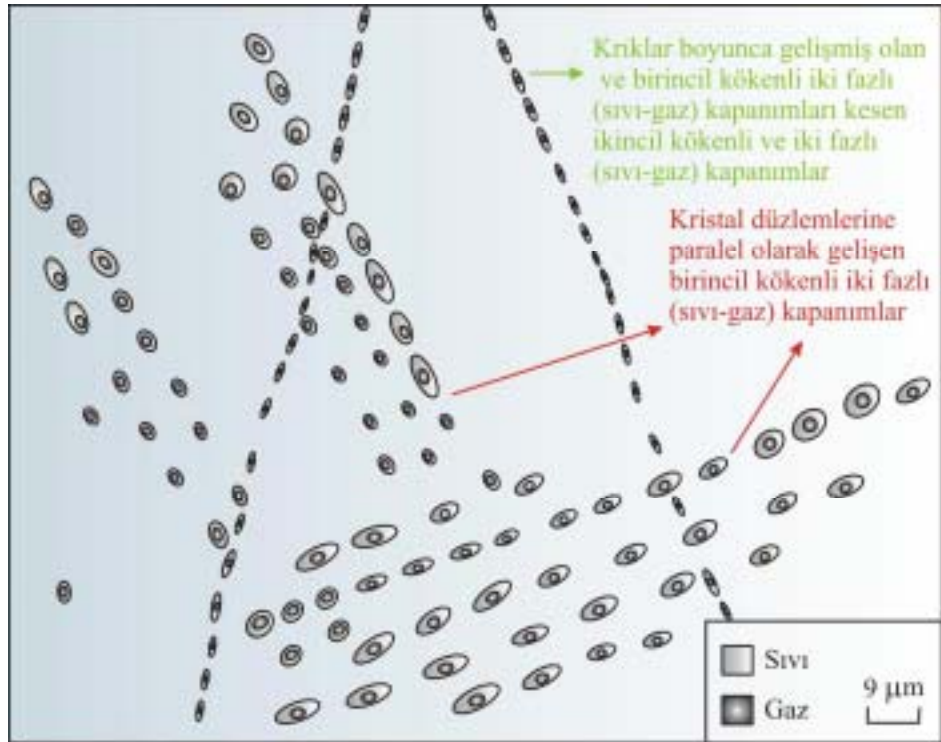 Kriklar boyunca gelişmiş olan
ve birincil kökenli iki fazlı
(sıvı-gaz) kapanımları kesen
ikincil kökenli ve iki fazlı
(sıvı-gaz) kapanımlar
Kristal düzlemlerine
paralel olarak gelişen
birincil kökenli iki fazlı
(sıvı-gaz) kapanımlar
Sıvı
Gaz
9 µm